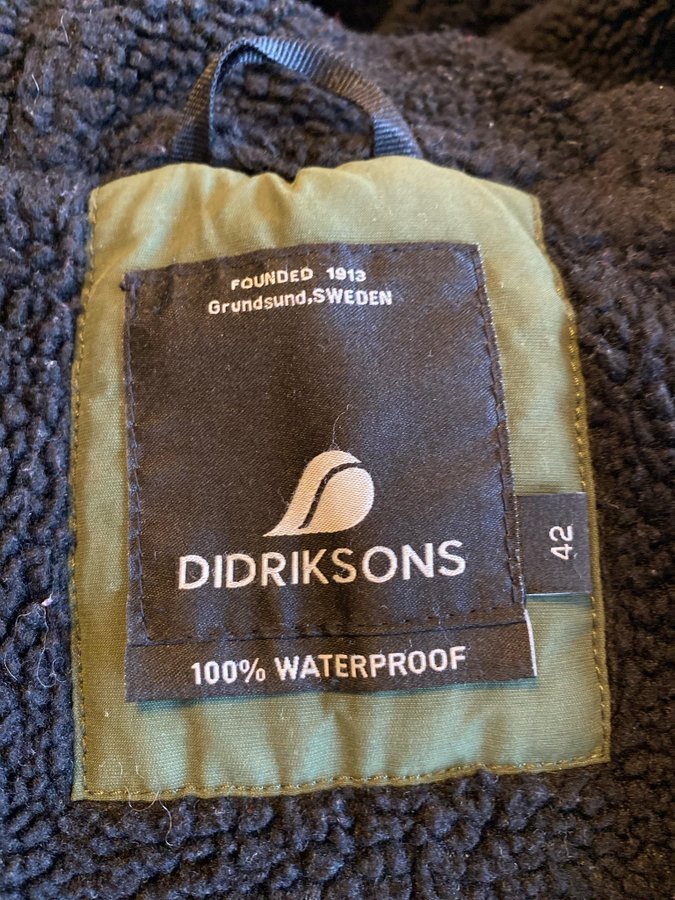 FOUNDED 1913
Grundsund,SWEDEN
DIDRIKSONS
42
100% WATERPROOF